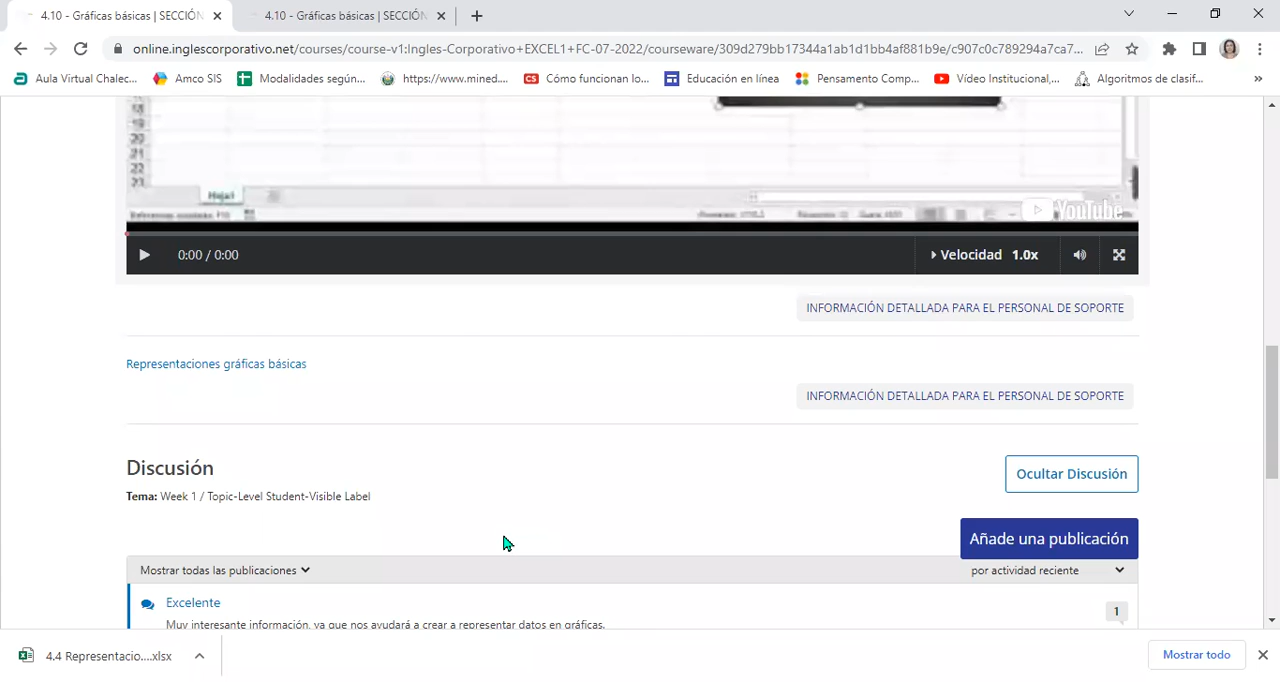 4.10 - Gráficas básicas | SECCIÓN
4.10 - Gráficas básicas | SECCIÓN
online.inglescorporativo.net/courses/course-v1:Ingles-Corporativo+EXCEL1+FC-07-2022/courseware/309d279bb17344a1ab1d1bb4af881b9e/c907c0c789294a7ca7...
Aula Virtual Chalec... Amco SIS Modalidades según... https://www.mined... CS Cómo funcionan lo... Educación en línea Pensamento Comp... Vídeo Institucional,... Algoritmos de clasif... »
18
19
20
21
22
23
Hoja1
YouTube
0:00 / 0:00 Velocidad 1.0x
INFORMACIÓN DETALLADA PARA EL PERSONAL DE SOPORTE
Representaciones gráficas básicas
INFORMACIÓN DETALLADA PARA EL PERSONAL DE SOPORTE
Discusión
Ocultar Discusión
Tema: Week 1 / Topic-Level Student-Visible Label
Añade una publicación
Mostrar todas las publicaciones por actividad reciente
Excelente 1
Muy interesante información, ya que nos ayudará a crear a representar datos en gráficas.
4.4 Representacio....xlsx Mostrar todo